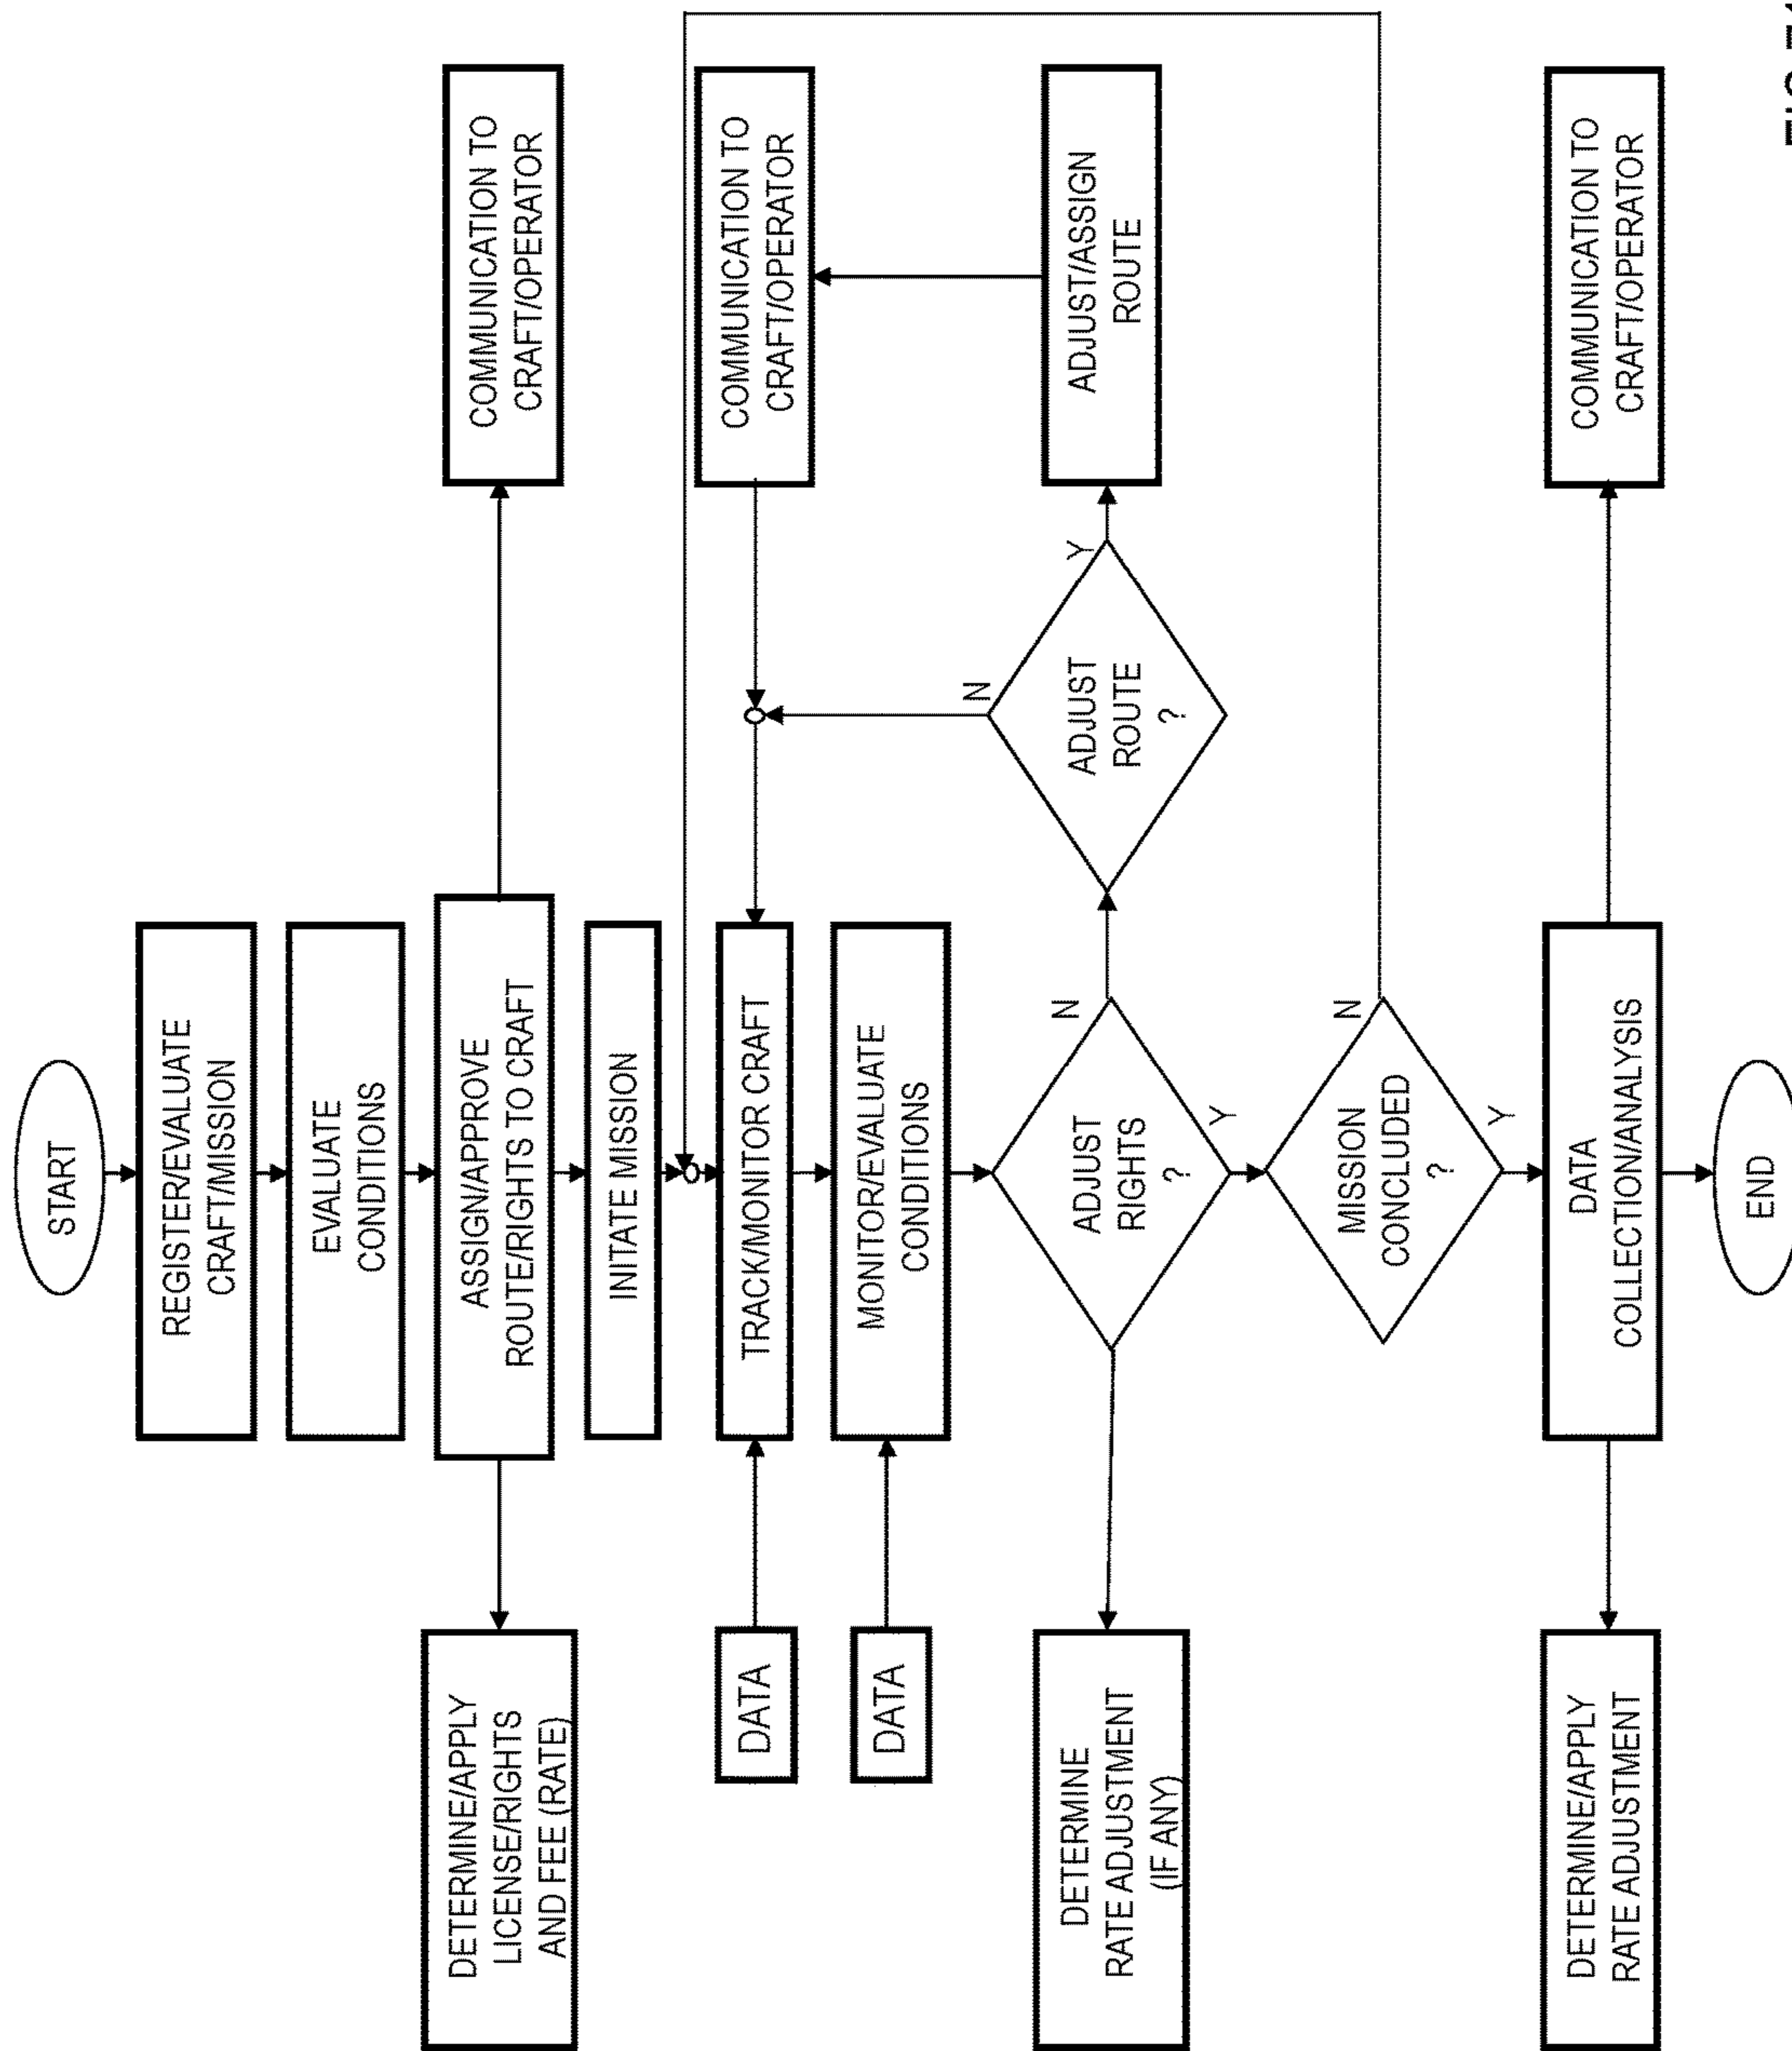 START
REGISTER/EVALUATE
CRAFT/MISSION
EVALUATE
CONDITIONS
DETERMINE/APPLY
LICENSE/RIGHTS
AND FEE (RATE)
ASSIGN/APPROVE
ROUTE/RIGHTS TO CRAFT
COMMUNICATION TO
CRAFT/OPERATOR
INITATE MISSION
DATA
TRACK/MONITOR CRAFT
COMMUNICATION TO
CRAFT/OPERATOR
DATA
MONITOR/EVALUATE
CONDITIONS
DETERMINE
RATE ADJUSTMENT
(IF ANY)
ADJUST
RIGHTS
?
N
Y
ADJUST
ROUTE
?
N
Y
ADJUST/ASSIGN
ROUTE
MISSION
CONCLUDED
?
N
Y
DETERMINE/APPLY
RATE ADJUSTMENT
DATA
COLLECTION/ANALYSIS
COMMUNICATION TO
CRAFT/OPERATOR
END